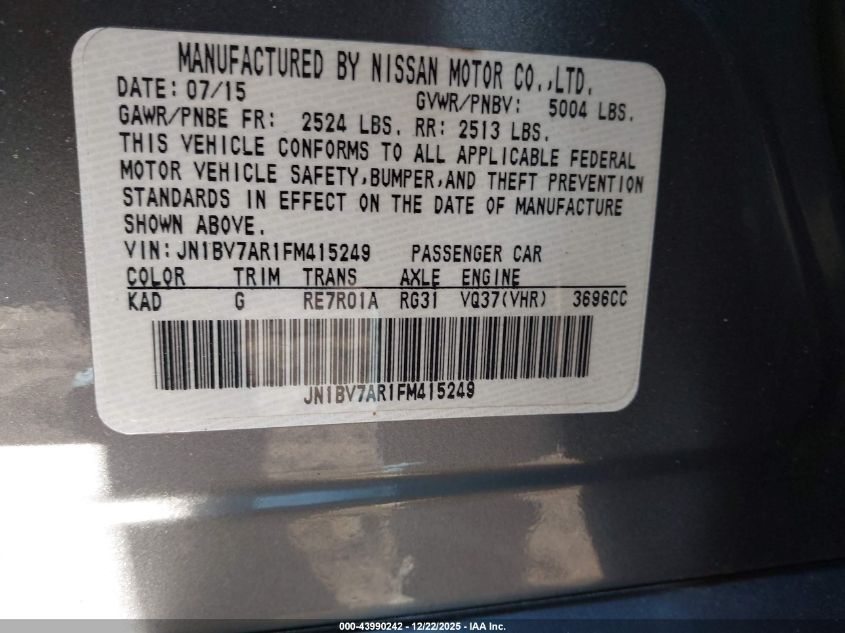 MANUFACTURED BY NISSAN MOTOR CO.,LTD.
DATE: 07/15 GVWR/PNBV: 5004 LBS.
GAWR/PNBE FR: 2524 LBS. RR: 2513 LBS.
THIS VEHICLE CONFORMS TO ALL APPLICABLE FEDERAL
MOTOR VEHICLE SAFETY,BUMPER,AND THEFT PREVENTION
STANDARDS IN EFFECT ON THE DATE OF MANUFACTURE
SHOWN ABOVE.
VIN: JN1BV7AR1FM415249 PASSENGER CAR
COLOR TRIM TRANS AXLE ENGINE
KAD G RE7R01A RG31 VQ37(VHR) 3696CC
JN1BV7AR1FM415249
000-43990242 - 12/22/2025 - IAA Inc.